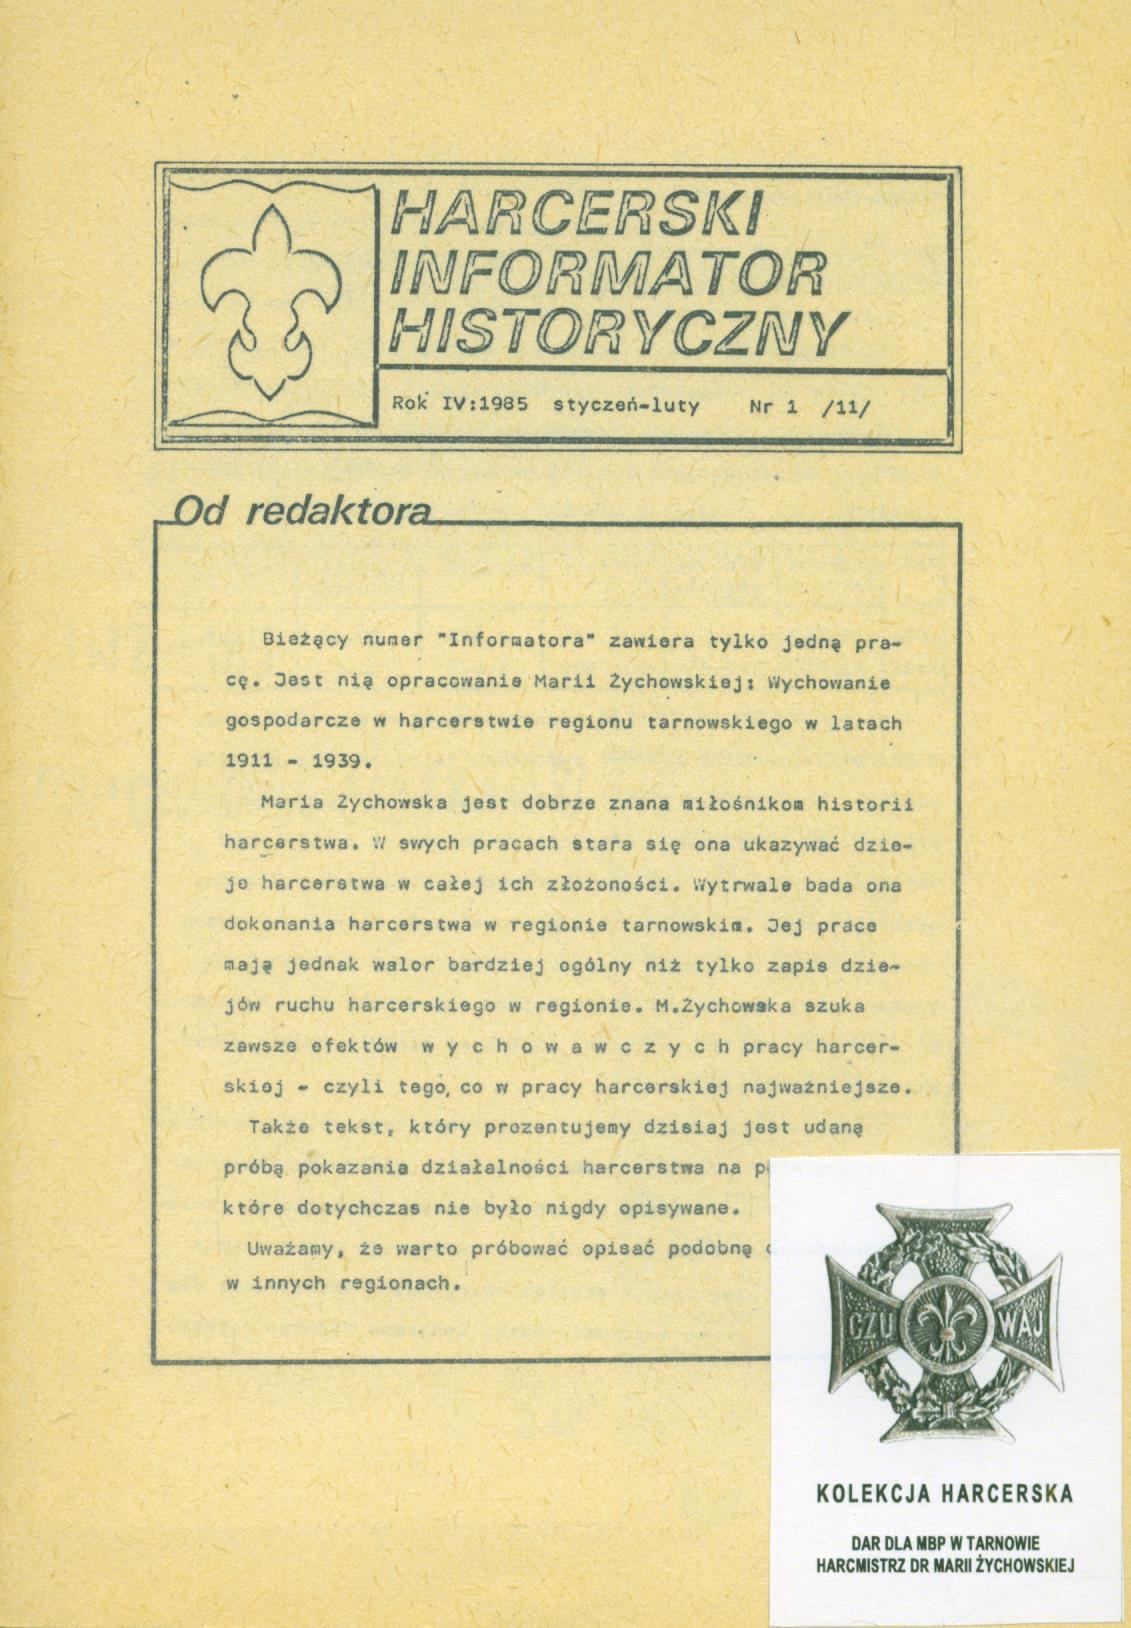 HARCERSKI
INFORMATOR
HISTORYCZNY
Rok IV:1985 styczeń-luty Nr 1 /11/
Od redaktora
Bieżący numer "Informatora" zawiera tylko jedną pra-
cę. Jest nią opracowanie Marii Żychowskiej: Wychowanie
gospodarcze w harcerstwie regionu tarnowskiego w latach
1911 - 1939.
Maria Żychowska jest dobrze znana miłośnikom historii
harcerstwa. W swych pracach stara się ona ukazywać dzie-
je harcerstwa w całej ich złożoności. Wytrwale bada ona
dokonania harcerstwa w regionie tarnowskim. Jej prace
mają jednak walor bardziej ogólny niż tylko zapis dzie-
jów ruchu harcerskiego w regionie. M.Żychowska szuka
zawsze efektów w y c h o w a w c z y c h pracy harcer-
skiej - czyli tego, co w pracy harcerskiej najważniejsze.
Także tekst, który prezentujemy dzisiaj jest udaną
próbą pokazania działalności harcerstwa na
które dotychczas nie było nigdy opisywane.
Uważamy, że warto próbować opisać podobną
w innych regionach.
CZU WAJ
KOLEKCJA HARCERSKA
DAR DLA MBP W TARNOWIE
HARCMISTRZ DR MARII ŻYCHOWSKIEJ